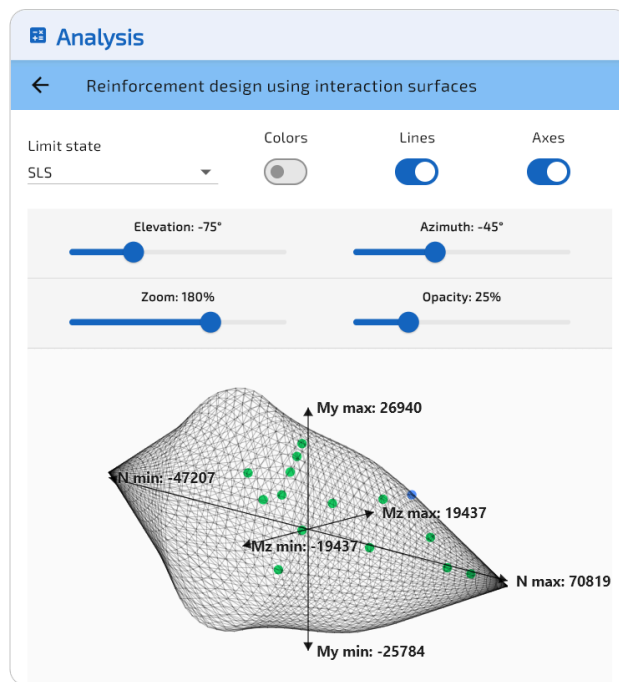 Analysis
Reinforcement design using interaction surfaces
Colors Lines Axes
Limit state
SLS
Elevation: -75° Azimuth: -45°
Zoom: 180% Opacity: 25%
My max: 26940
N min: -47207
Mz max: 19437
Mz min: -19437
N max: 70819
My min: -25784